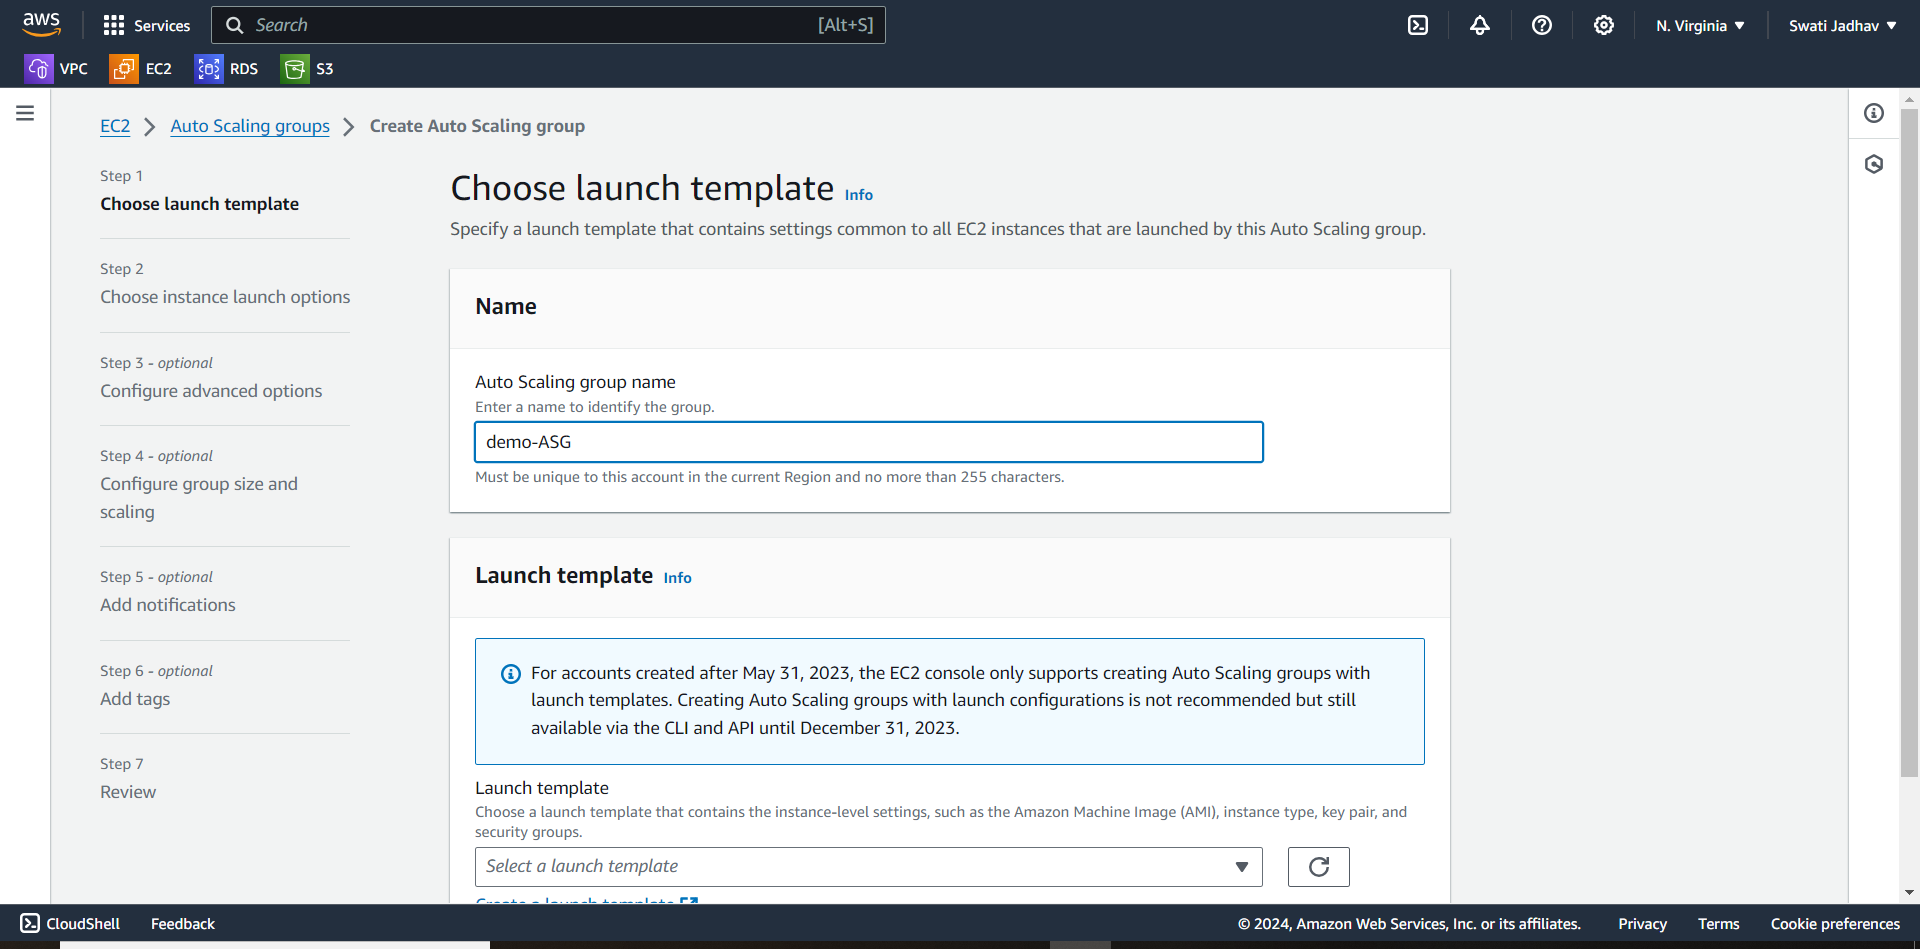 aws
Services
Search
[Alt+S]
N. Virginia
Swati Jadhav
VPC
EC2
RDS
S3
EC2
Auto Scaling groups
Create Auto Scaling group
Step 1
Choose launch template
Step 2
Choose instance launch options
Step 3 - optional
Configure advanced options
Step 4 - optional
Configure group size and
scaling
Step 5 - optional
Add notifications
Step 6 - optional
Add tags
Step 7
Review
Choose launch template Info
Specify a launch template that contains settings common to all EC2 instances that are launched by this Auto Scaling group.
Name
Auto Scaling group name
Enter a name to identify the group.
demo-ASG
Must be unique to this account in the current Region and no more than 255 characters.
Launch template Info
For accounts created after May 31, 2023, the EC2 console only supports creating Auto Scaling groups with
launch templates. Creating Auto Scaling groups with launch configurations is not recommended but still
available via the CLI and API until December 31, 2023.
Launch template
Choose a launch template that contains the instance-level settings, such as the Amazon Machine Image (AMI), instance type, key pair, and
security groups.
Select a launch template
Create a launch template
CloudShell
Feedback
© 2024, Amazon Web Services, Inc. or its affiliates.
Privacy
Terms
Cookie preferences